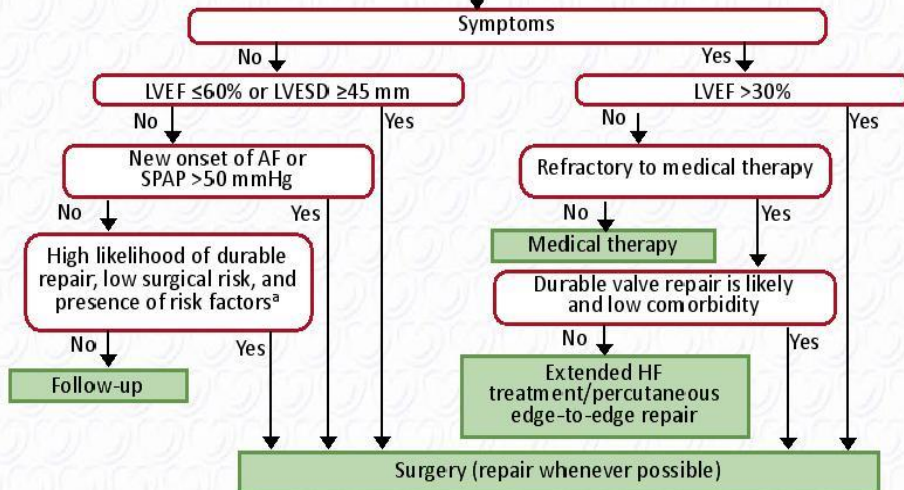 Symptoms
No
Yes
LVEF ≤60% or LVESD ≥45 mm
LVEF >30%
No
Yes
No
Yes
New onset of AF or
SPAP >50 mmHg
Refractory to medical therapy
No
Yes
No
Yes
High likelihood of durable
repair, low surgical risk, and
presence of risk factorsᵃ
Medical therapy
Durable valve repair is likely
and low comorbidity
No
Yes
No
Yes
Follow-up
Extended HF
treatment/percutaneous
edge-to-edge repair
Surgery (repair whenever possible)